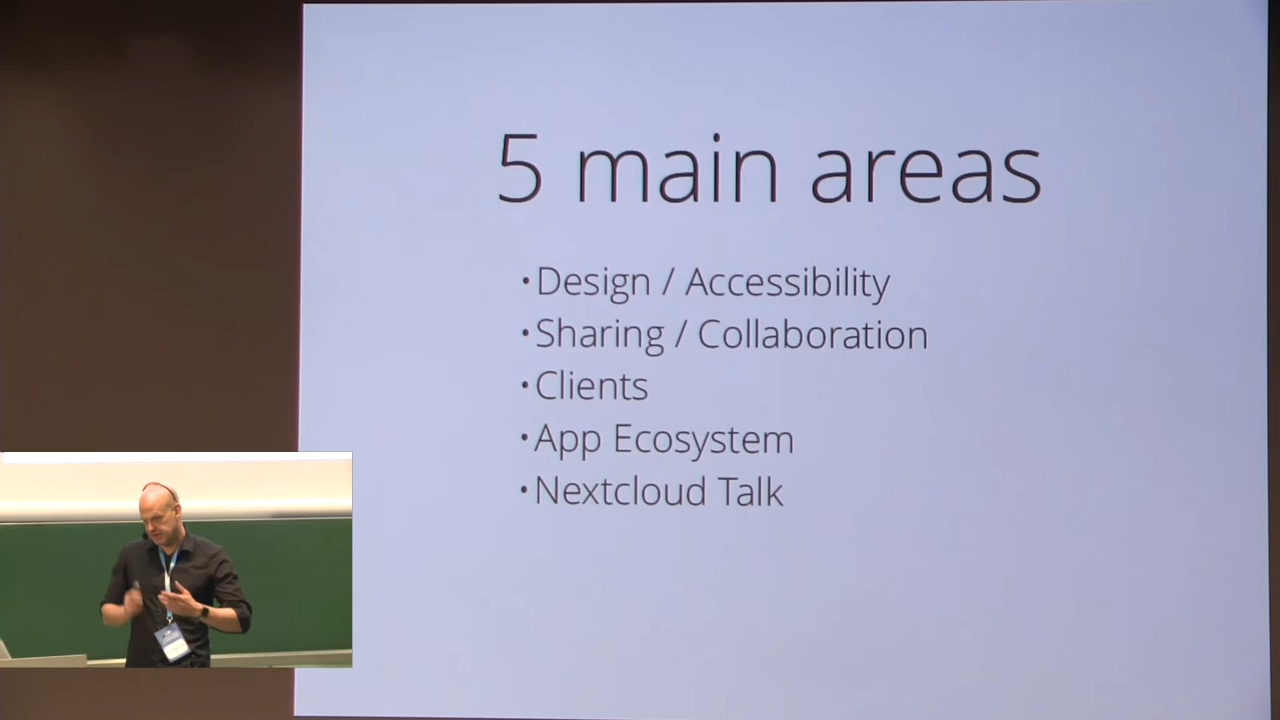 5 main areas
•Design / Accessibility
•Sharing / Collaboration
•Clients
•App Ecosystem
•Nextcloud Talk